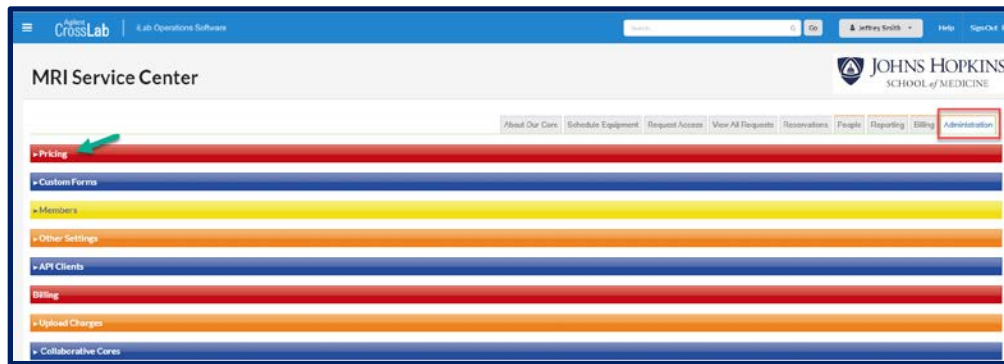 Agilent
CrossLab
iLab Operations Software
Search
Go
Jeffrey Smith
Help
Sign Out
MRI Service Center
JOHNS HOPKINS
SCHOOL of MEDICINE
About Our Core
Schedule Equipment
Request Access
View All Requests
Reservations
People
Reporting
Billing
Administration
▸ Pricing
▸ Custom Forms
▸ Members
▸ Other Settings
▸ API Clients
Billing
▸ Upload Charges
▸ Collaborative Cores